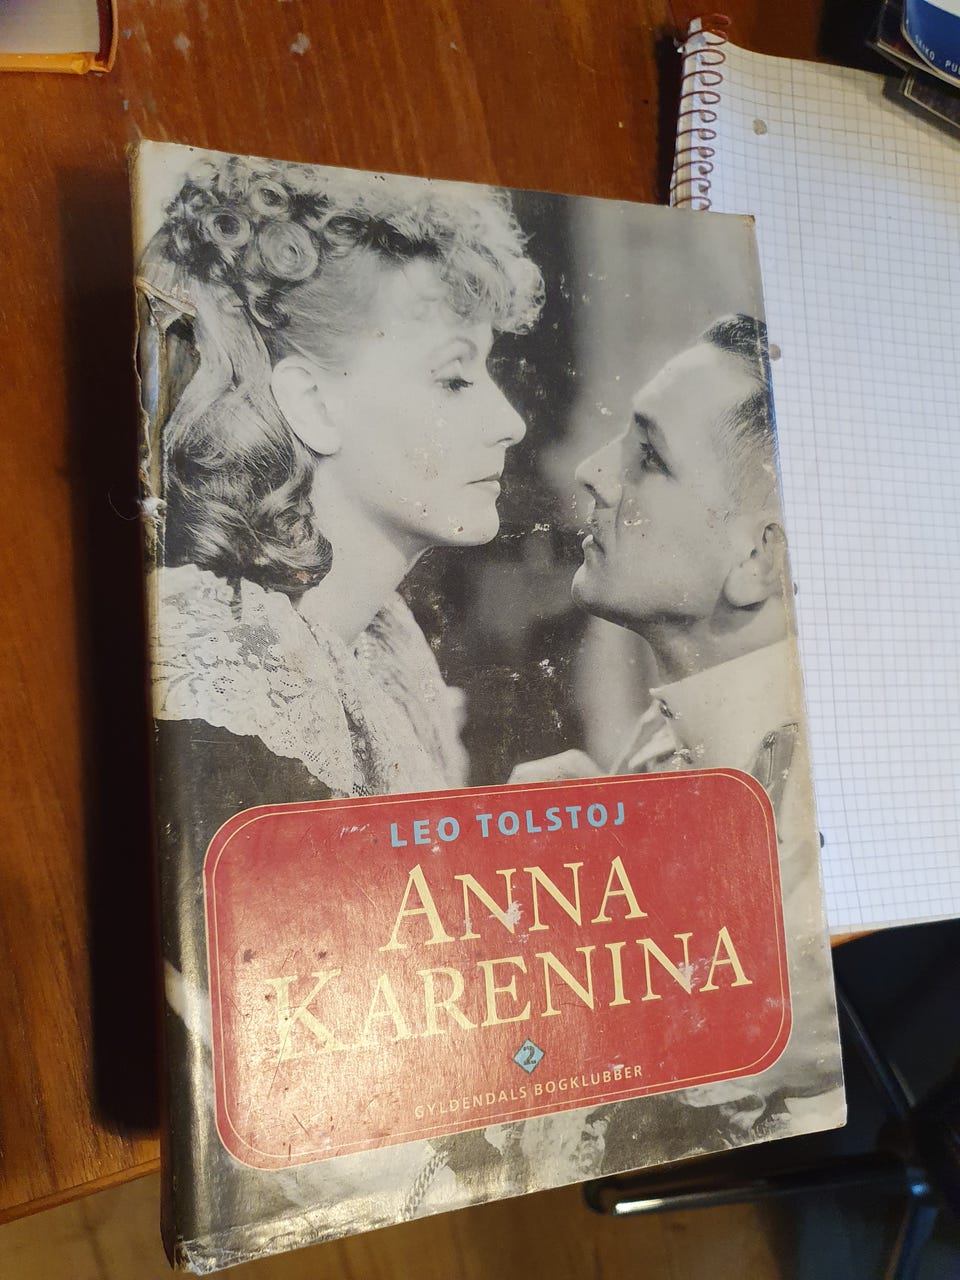 LEO TOLSTOJ
ANNA
KARENINA
2
GYLDENDALS BOGKLUBBER